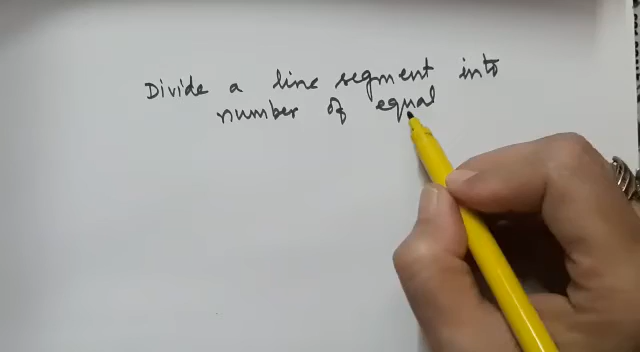 Divide a line segment into
number of equal